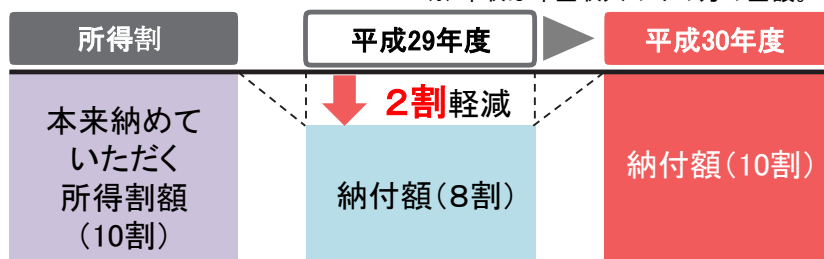 所得割
平成29年度
平成30年度
2割軽減
本来納めて
いただく
所得割額
(10割)
納付額(8割)
納付額(10割)